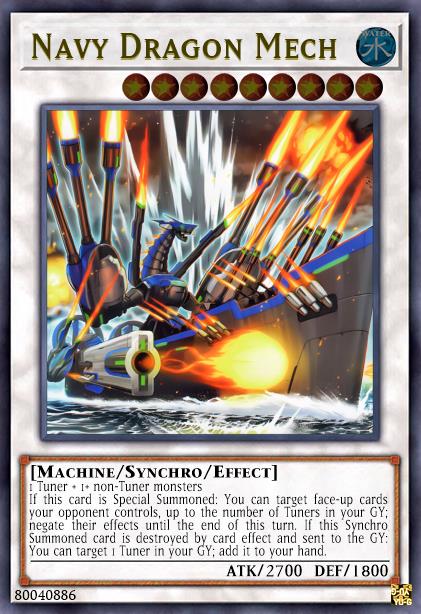 NAVY DRAGON MECH
WATER
水
[MACHINE/SYNCHRO/EFFECT]
1 Tuner + 1+ non-Tuner monsters
If this card is Special Summoned: You can target face-up cards
your opponent controls, up to the number of Tuners in your GY;
negate their effects until the end of this turn. If this Synchro
Summoned card is destroyed by card effect and sent to the GY:
You can target 1 Tuner in your GY; add it to your hand.
ATK/2700 DEF/1800
80040886